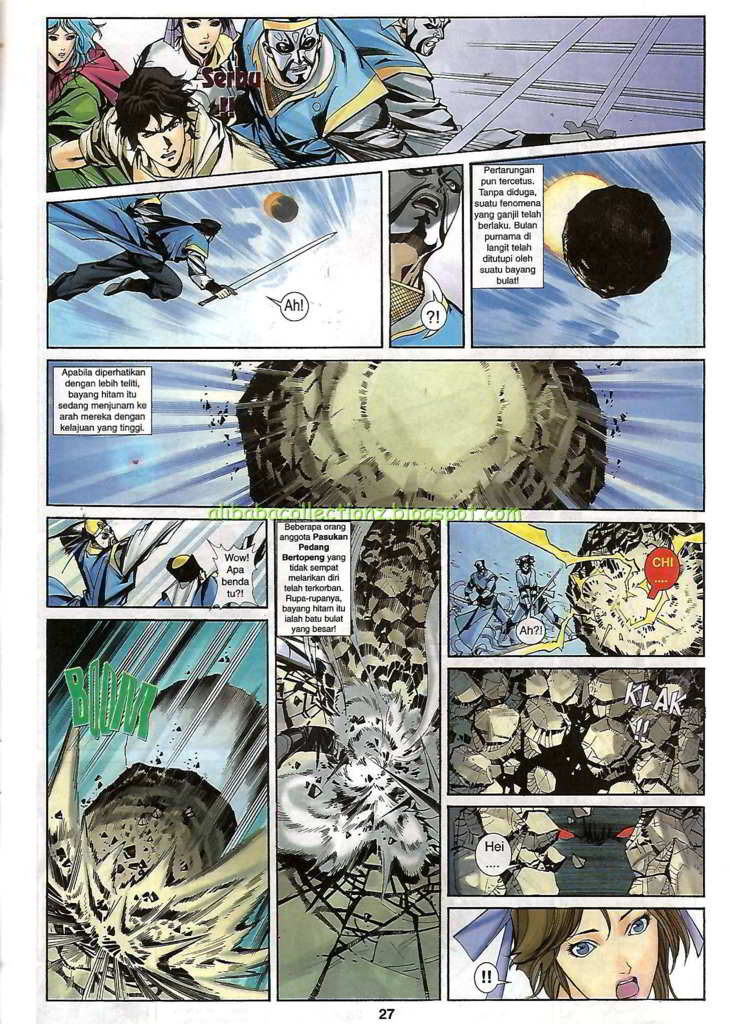 Serbu
!!
Ah!
?!
Pertarungan
pun tercetus.
Tanpa diduga,
suatu fenomena
yang ganjil telah
berlaku. Bulan
purnama di
langit telah
ditutupi oleh
suatu bayang
bulat!
Apabila diperhatikan
dengan lebih teliti,
bayang hitam itu
sedang menjunam ke
arah mereka dengan
kelajuan yang tinggi.
alibabacollectionz.blogspot.com
Wow!
Apa
benda
tu?!
BOOM
Beberapa orang
anggota Pasukan
Pedang
Bertopeng yang
tidak sempat
melarikan diri
telah terkorban.
Rupa-rupanya,
bayang hitam itu
ialah batu bulat
yang besar!
CHI
....
Ah?!
KLAK
!!
Hei
....
!!
27